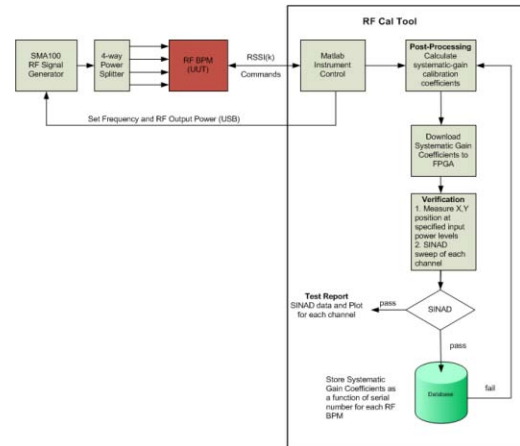 RF Cal Tool
SMA100
RF Signal
Generator
4-way
Power
Splitter
RF BPM
(UUT)
RSSI(k)
Commands
Matlab
Instrument
Control
Post-Processing
Calculate
systematic-gain
calibration
coefficients
Set Frequency and RF Output Power (USB)
Download
Systematic Gain
Coefficients to
FPGA
Verification
1. Measure X,Y
position at
specified input
power levels
2. SINAD
sweep of each
channel
Test Report
SINAD data and Plot
for each channel
pass
SINAD
pass
Store Systematic
Gain Coefficients as
a function of serial
number for each RF
BPM
Database
fail